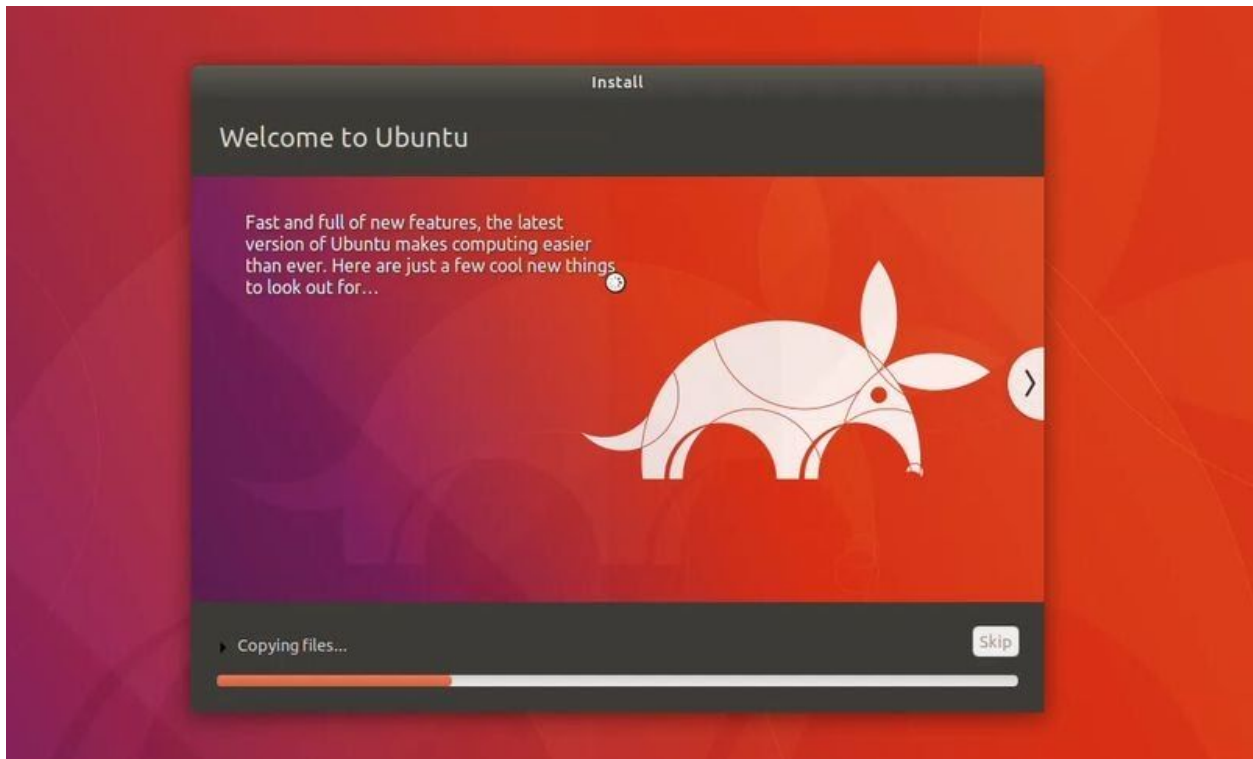 Install
Welcome to Ubuntu
Fast and full of new features, the latest
version of Ubuntu makes computing easier
than ever. Here are just a few cool new things
to look out for…
Copying files...
Skip